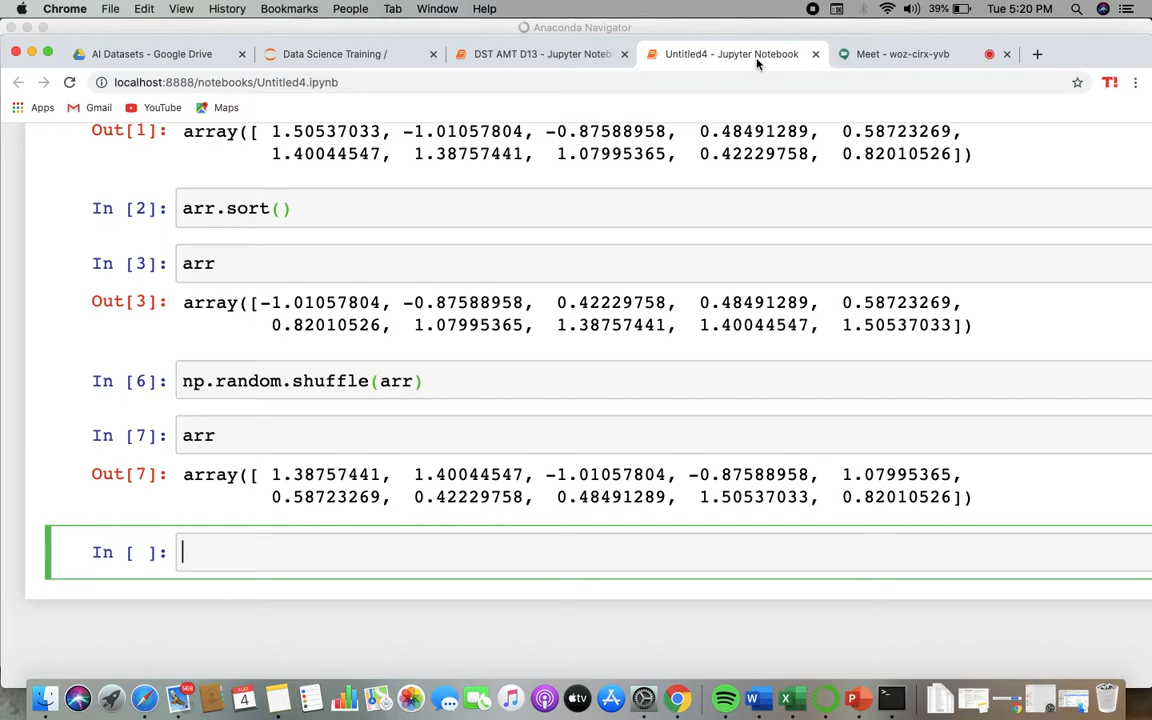 Chrome File Edit View History Bookmarks People Tab Window Help 39% Tue 5:20 PM
Anaconda Navigator
AI Datasets - Google Drive × Data Science Training / × DST AMT D13 - Jupyter Noteb × Untitled4 - Jupyter Notebook × Meet - woz-cirx-yvb × +
localhost:8888/notebooks/Untitled4.ipynb T!
Apps Gmail YouTube Maps
Out[1]: array([ 1.50537033, -1.01057804, -0.87588958, 0.48491289, 0.58723269,
1.40044547, 1.38757441, 1.07995365, 0.42229758, 0.82010526])
In [2]: arr.sort()
In [3]: arr
Out[3]: array([-1.01057804, -0.87588958, 0.42229758, 0.48491289, 0.58723269,
0.82010526, 1.07995365, 1.38757441, 1.40044547, 1.50537033])
In [6]: np.random.shuffle(arr)
In [7]: arr
Out[7]: array([ 1.38757441, 1.40044547, -1.01057804, -0.87588958, 1.07995365,
0.58723269, 0.42229758, 0.48491289, 1.50537033, 0.82010526])
In [ ]:
568
AUG
4
tv